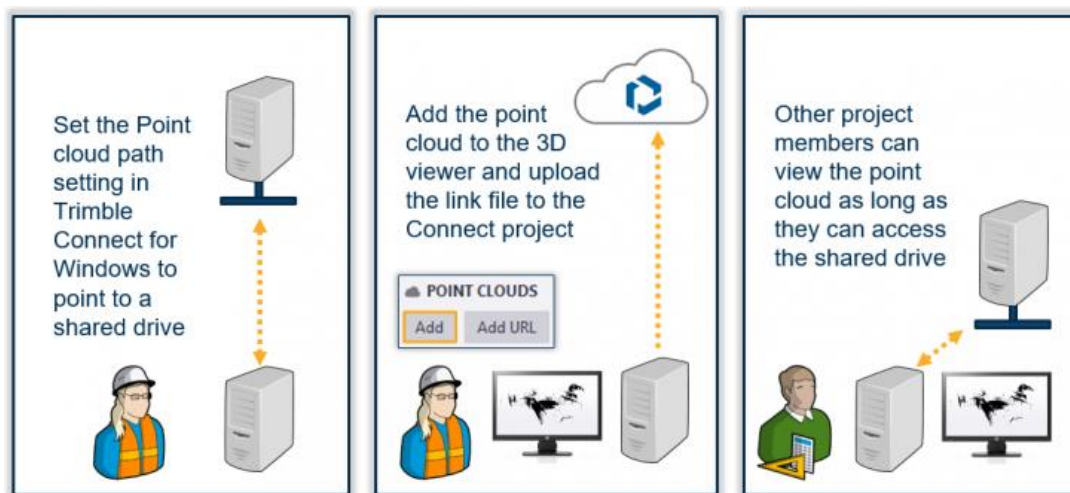 Set the Point
cloud path
setting in
Trimble
Connect for
Windows to
point to a
shared drive
Add the point
cloud to the 3D
viewer and upload
the link file to the
Connect project
POINT CLOUDS
Add
Add URL
Other project
members can
view the point
cloud as long as
they can access
the shared drive